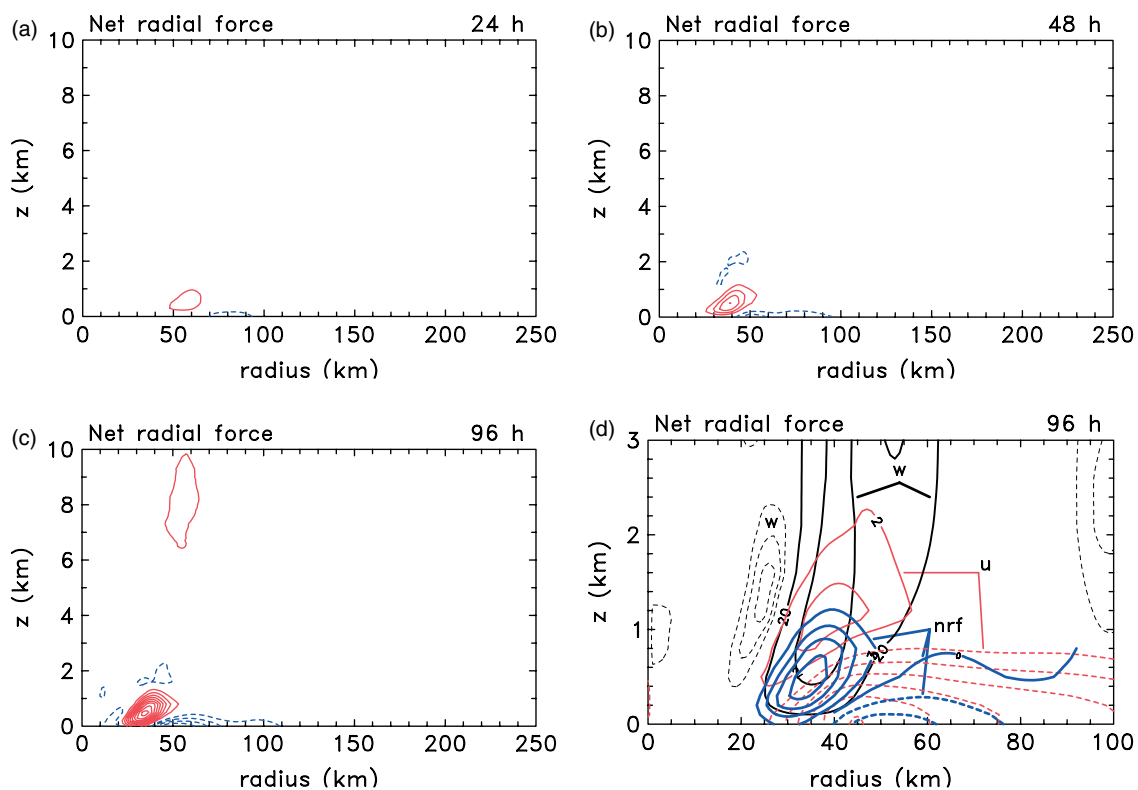 (a) Net radial force 24 h
10
8
6
4
2
0
z (km)
0 50 100 150 200 250
radius (km)
(b) Net radial force 48 h
10
8
6
4
2
0
z (km)
0 50 100 150 200 250
radius (km)
(c) Net radial force 96 h
10
8
6
4
2
0
z (km)
0 50 100 150 200 250
radius (km)
(d) Net radial force 96 h
3
2
1
0
z (km)
w
w
2
u
20
nrf
20
0
0 20 40 60 80 100
radius (km)